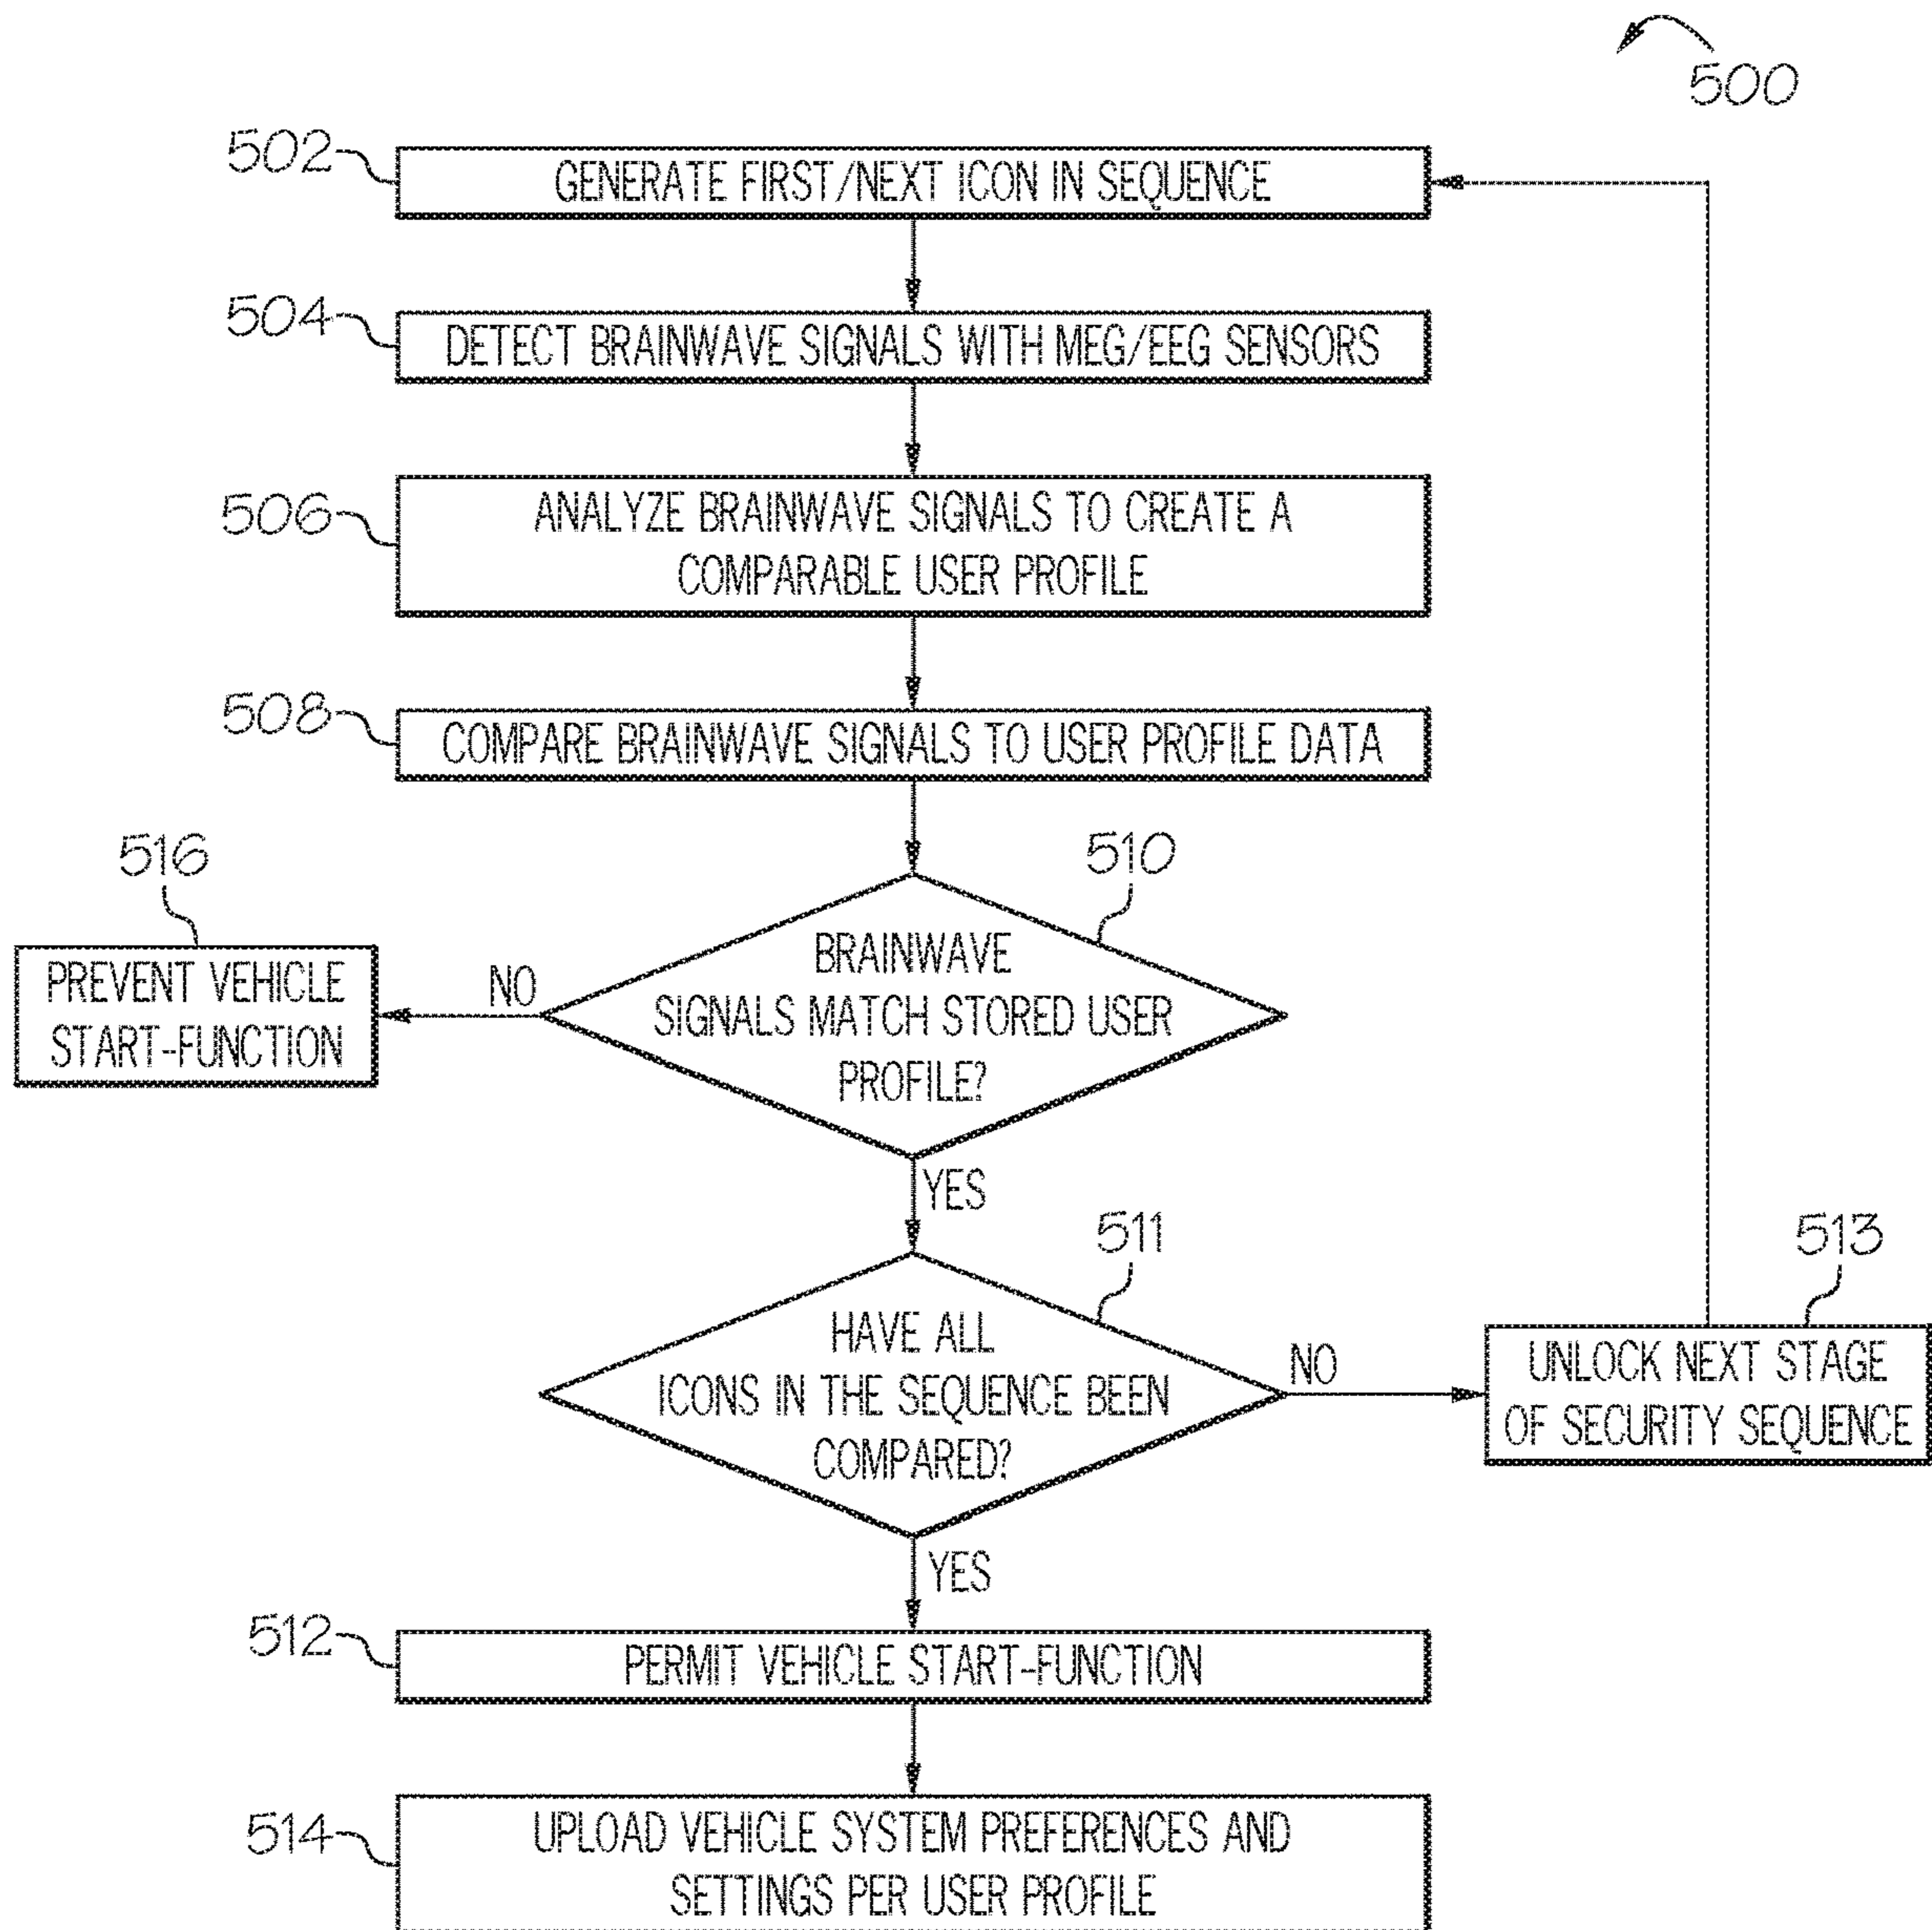 500
502
GENERATE FIRST/NEXT ICON IN SEQUENCE
504
DETECT BRAINWAVE SIGNALS WITH MEG/EEG SENSORS
506
ANALYZE BRAINWAVE SIGNALS TO CREATE A
COMPARABLE USER PROFILE
508
COMPARE BRAINWAVE SIGNALS TO USER PROFILE DATA
516
PREVENT VEHICLE
START-FUNCTION
NO
510
BRAINWAVE
SIGNALS MATCH STORED USER
PROFILE?
YES
511
HAVE ALL
ICONS IN THE SEQUENCE BEEN
COMPARED?
NO
513
UNLOCK NEXT STAGE
OF SECURITY SEQUENCE
YES
512
PERMIT VEHICLE START-FUNCTION
514
UPLOAD VEHICLE SYSTEM PREFERENCES AND
SETTINGS PER USER PROFILE